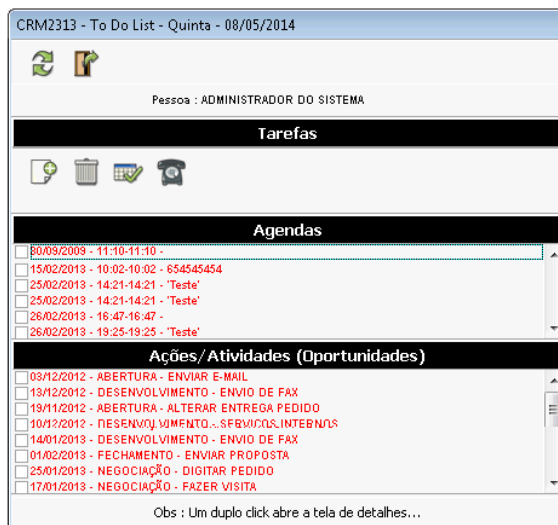 CRM2313 - To Do List - Quinta - 08/05/2014
Pessoa : ADMINISTRADOR DO SISTEMA
Tarefas
Agendas
30/09/2009 - 11:10-11:10 -
15/02/2013 - 10:02-10:02 - 654545454
25/02/2013 - 14:21-14:21 - 'Teste'
25/02/2013 - 14:21-14:21 - 'Teste'
26/02/2013 - 16:47-16:47 -
26/02/2013 - 19:25-19:25 - 'Teste'
Ações/Atividades (Oportunidades)
03/12/2012 - ABERTURA - ENVIAR E-MAIL
13/12/2012 - DESENVOLVIMENTO - ENVIO DE FAX
19/11/2012 - ABERTURA - ALTERAR ENTREGA PEDIDO
10/12/2012 - DESENVOLVIMENTO - SERVICOS INTERNOS
14/01/2013 - DESENVOLVIMENTO - ENVIO DE FAX
01/02/2013 - FECHAMENTO - ENVIAR PROPOSTA
25/01/2013 - NEGOCIAÇÃO - DIGITAR PEDIDO
17/01/2013 - NEGOCIAÇÃO - FAZER VISITA
Obs : Um duplo click abre a tela de detalhes...